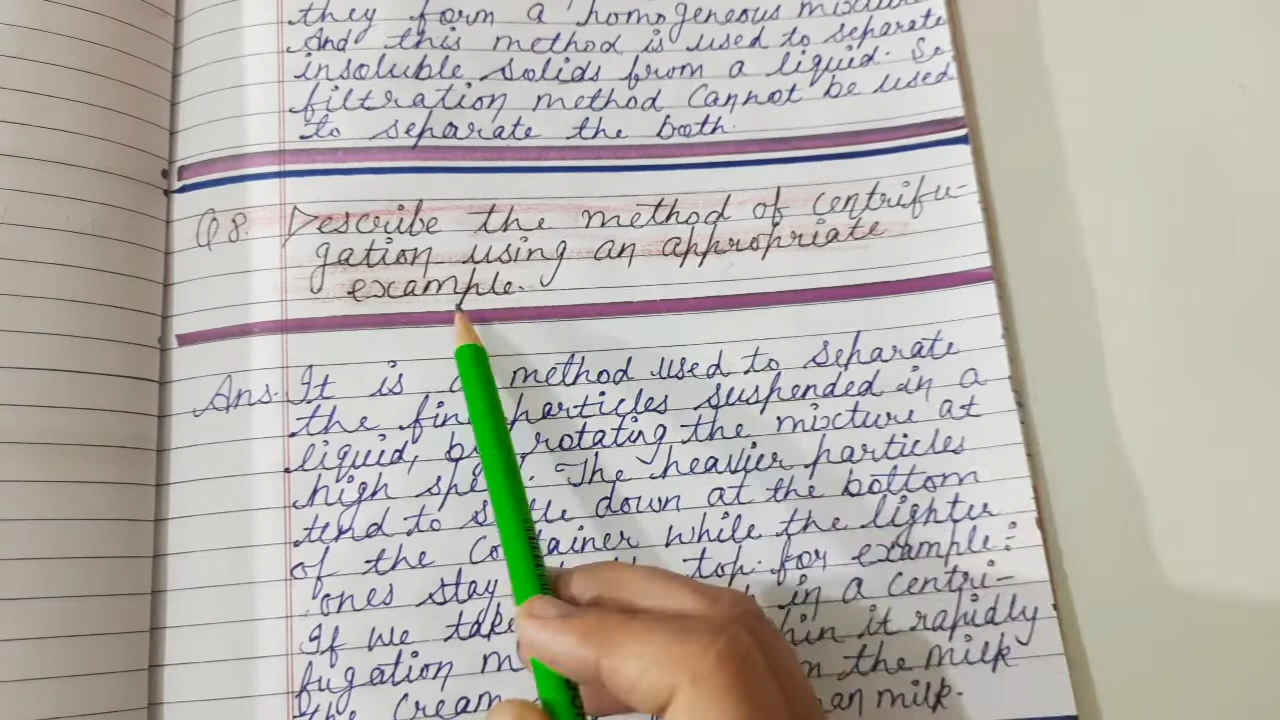 they form a homogeneous
And this method is used to separate
insoluble solids from a liquid. So
filtration method cannot be used
to separate the both.
Q8. Describe the method of centrifu-
gation using an appropriate
example.
Ans. It is method used to separate
the particles suspended in a
liquid, rotating the mixture at
high The heavier particles
tend to down at the bottom
of the while the lighter
ones stay top. for example:
If we take in a centri-
fugation it rapidly
the milk
the cream milk.